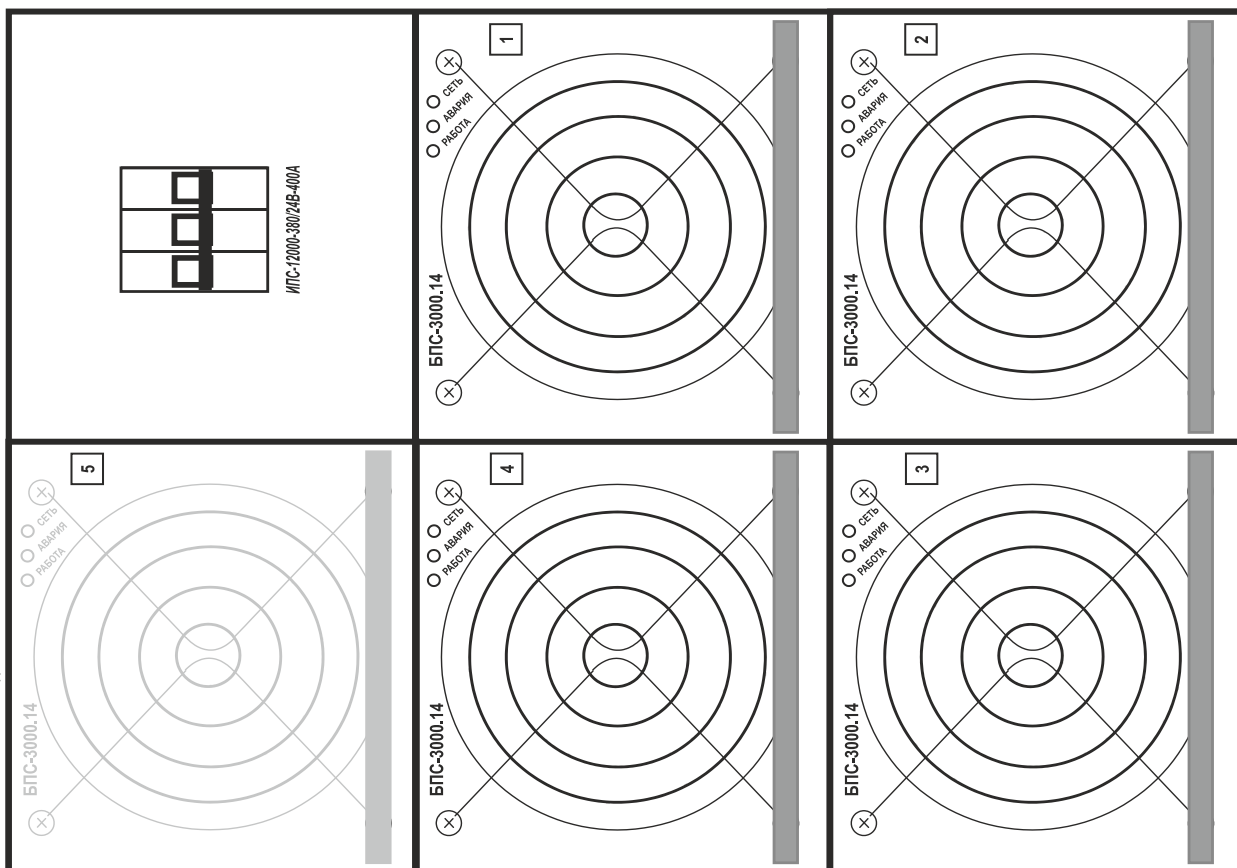 ИПС-12000-380/24В-400А
1
СЕТЬ
АВАРИЯ
РАБОТА
БПС-3000.14
2
СЕТЬ
АВАРИЯ
РАБОТА
БПС-3000.14
5
СЕТЬ
АВАРИЯ
РАБОТА
БПС-3000.14
4
СЕТЬ
АВАРИЯ
РАБОТА
БПС-3000.14
3
СЕТЬ
АВАРИЯ
РАБОТА
БПС-3000.14